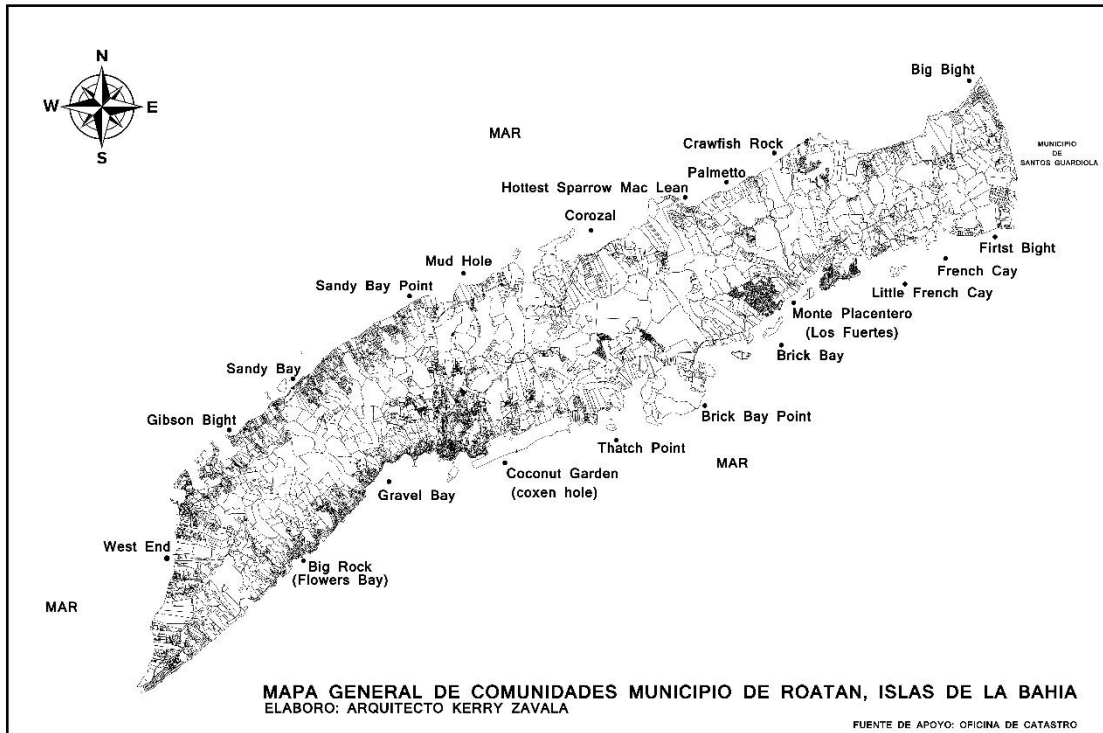 N
W E
S
MAR
Big Bight
MUNICIPIO
DE
SANTOS GUARDIOLA
Crawfish Rock
Palmetto
Hottest Sparrow Mac Lean
Corozal
Mud Hole
Sandy Bay Point
Sandy Bay
Gibson Bight
West End
MAR
Firtst Bight
French Cay
Little French Cay
Monte Placentero
(Los Fuertes)
Brick Bay
Brick Bay Point
MAR
Thatch Point
Coconut Garden
(coxen hole)
Gravel Bay
Big Rock
(Flowers Bay)
MAPA GENERAL DE COMUNIDADES MUNICIPIO DE ROATAN, ISLAS DE LA BAHIA
ELABORO: ARQUITECTO KERRY ZAVALA
FUENTE DE APOYO: OFICINA DE CATASTRO